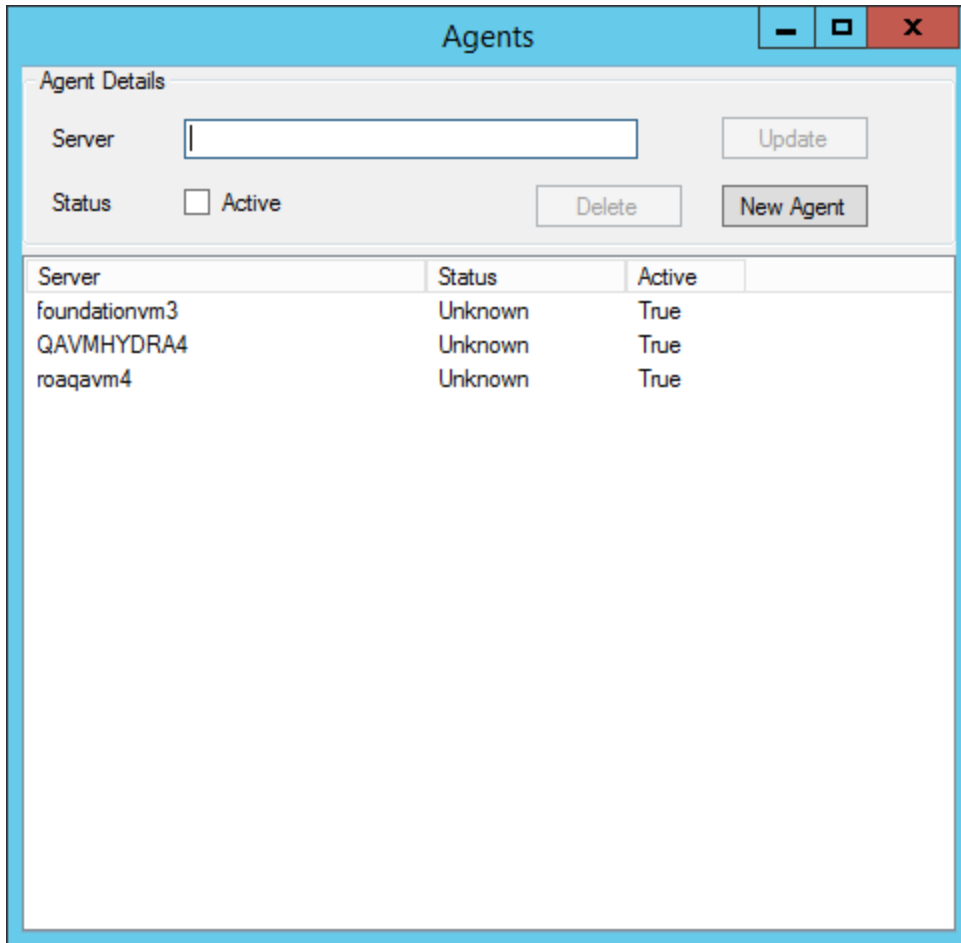 Agents
Agent Details
Server
Update
Status Active Delete New Agent
Server Status Active
foundationvm3 Unknown True
QAVMHYDRA4 Unknown True
roaqavm4 Unknown True